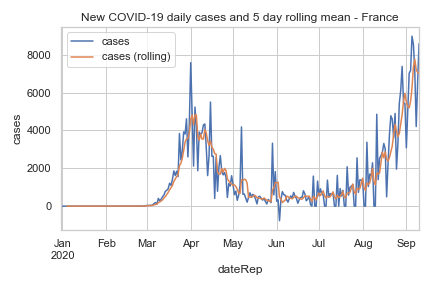 New COVID-19 daily cases and 5 day rolling mean - France
cases
cases (rolling)
8000
6000
4000
2000
0
cases
Jan Feb Mar Apr May Jun Jul Aug Sep
2020
dateRep